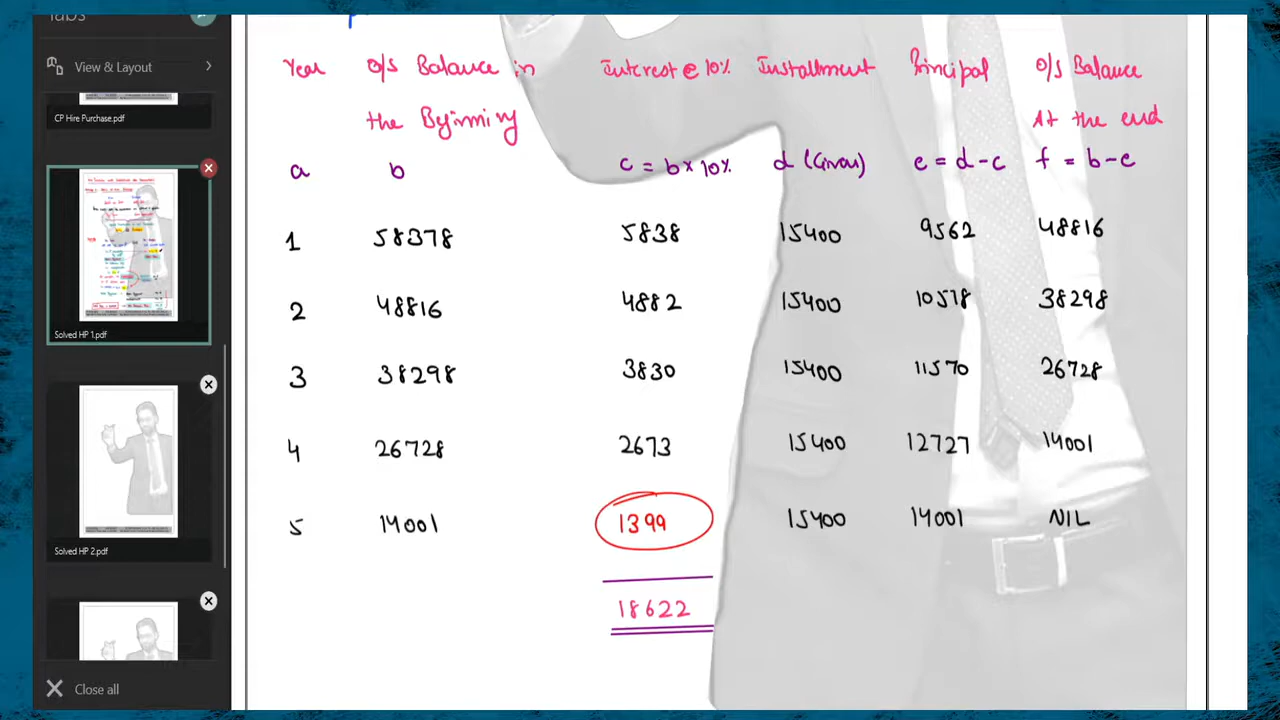 Tabs
View & Layout
CP Hire Purchase.pdf
Solved HP 1.pdf
Solved HP 2.pdf
Close all
Year O/S Balance in Interest @ 10% Installment Principal O/S Balance
the Beginning At the end
a b c = b x 10% d (Given) e = d - c f = b - e
1 58378 5838 15400 9562 48816
2 48816 4882 15400 10518 38298
3 38298 3830 15400 11570 26728
4 26728 2673 15400 12727 14001
5 14001 1399 15400 14001 NIL
18622